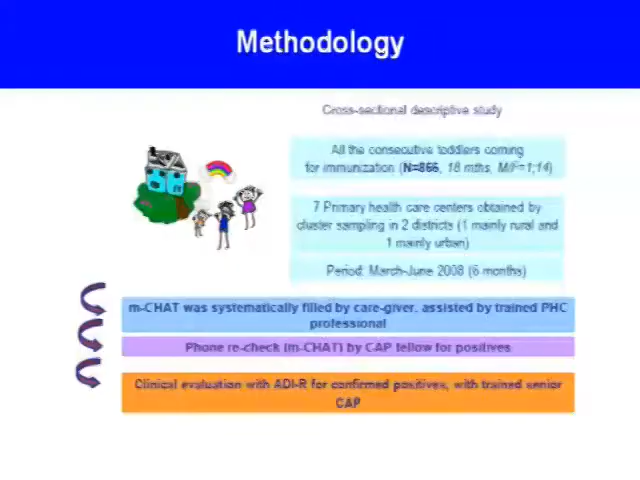 Methodology
Cross-sectional descriptive study
All the consecutive toddlers coming
for immunization (N=866, 18 mths, M/F=1,14)
7 Primary health care centers obtained by
cluster sampling in 2 districts (1 mainly rural and
1 mainly urban)
Period: March-June 2008 (6 months)
m-CHAT was systematically filled by care-giver, assisted by trained PHC
professional
Phone re-check (m-CHAT) by CAP fellow for positives
Clinical evaluation with ADI-R for confirmed positives, with trained senior
CAP